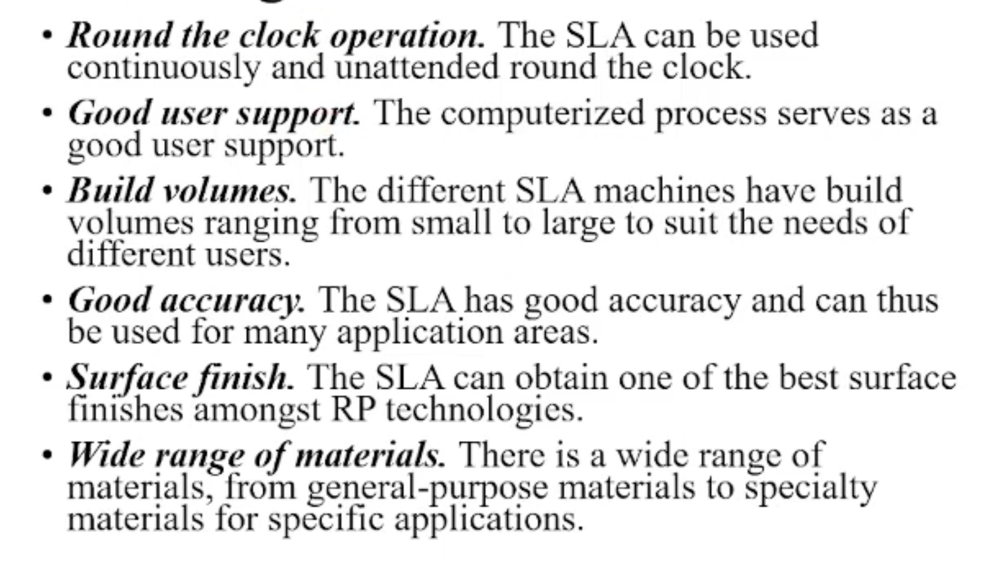 • Round the clock operation. The SLA can be used
continuously and unattended round the clock.
• Good user support. The computerized process serves as a
good user support.
• Build volumes. The different SLA machines have build
volumes ranging from small to large to suit the needs of
different users.
• Good accuracy. The SLA has good accuracy and can thus
be used for many application areas.
• Surface finish. The SLA can obtain one of the best surface
finishes amongst RP technologies.
• Wide range of materials. There is a wide range of
materials, from general-purpose materials to specialty
materials for specific applications.